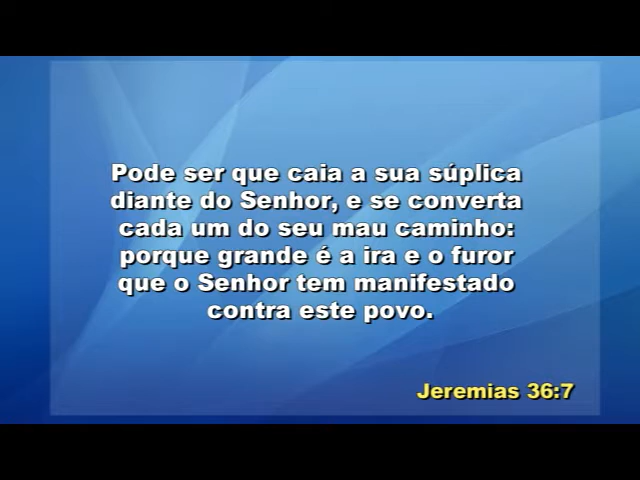 Pode ser que caia a sua súplica
diante do Senhor, e se converta
cada um do seu mau caminho:
porque grande é a ira e o furor
que o Senhor tem manifestado
contra este povo.
Jeremias 36:7